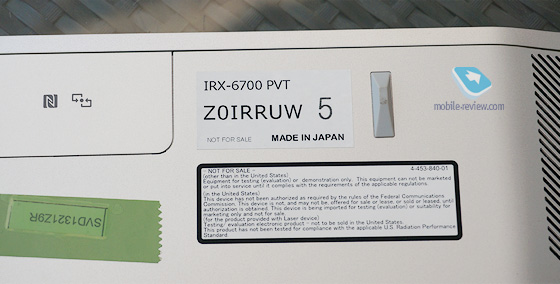 IRX-6700 PVT
Z0IRRUW 5
NOT FOR SALE MADE IN JAPAN
mobile-review.com
- NOT FOR SALE - 4-453-840-01
(other than in the United States)
Equipment for testing (evaluation) or demonstration only. This equipment can not be marketed
or put into service until it complies with the requirements of the applicable regulations.
(in the United States)
This device has not been authorized as required by the rules of the Federal Communications
Commission. This device is not, and may not be, offered for sale or lease, or sold or leased, until
authorization is obtained. This device is being imported for testing (evaluation) or suitability for
marketing only and not for sale.
(for the product provided with Laser device)
Testing- evaluation electronic product - not to be sold in the United States.
This product has not been tested for compliance with the applicable U.S. Radiation Performance
Standard.
SVD1321Z9R